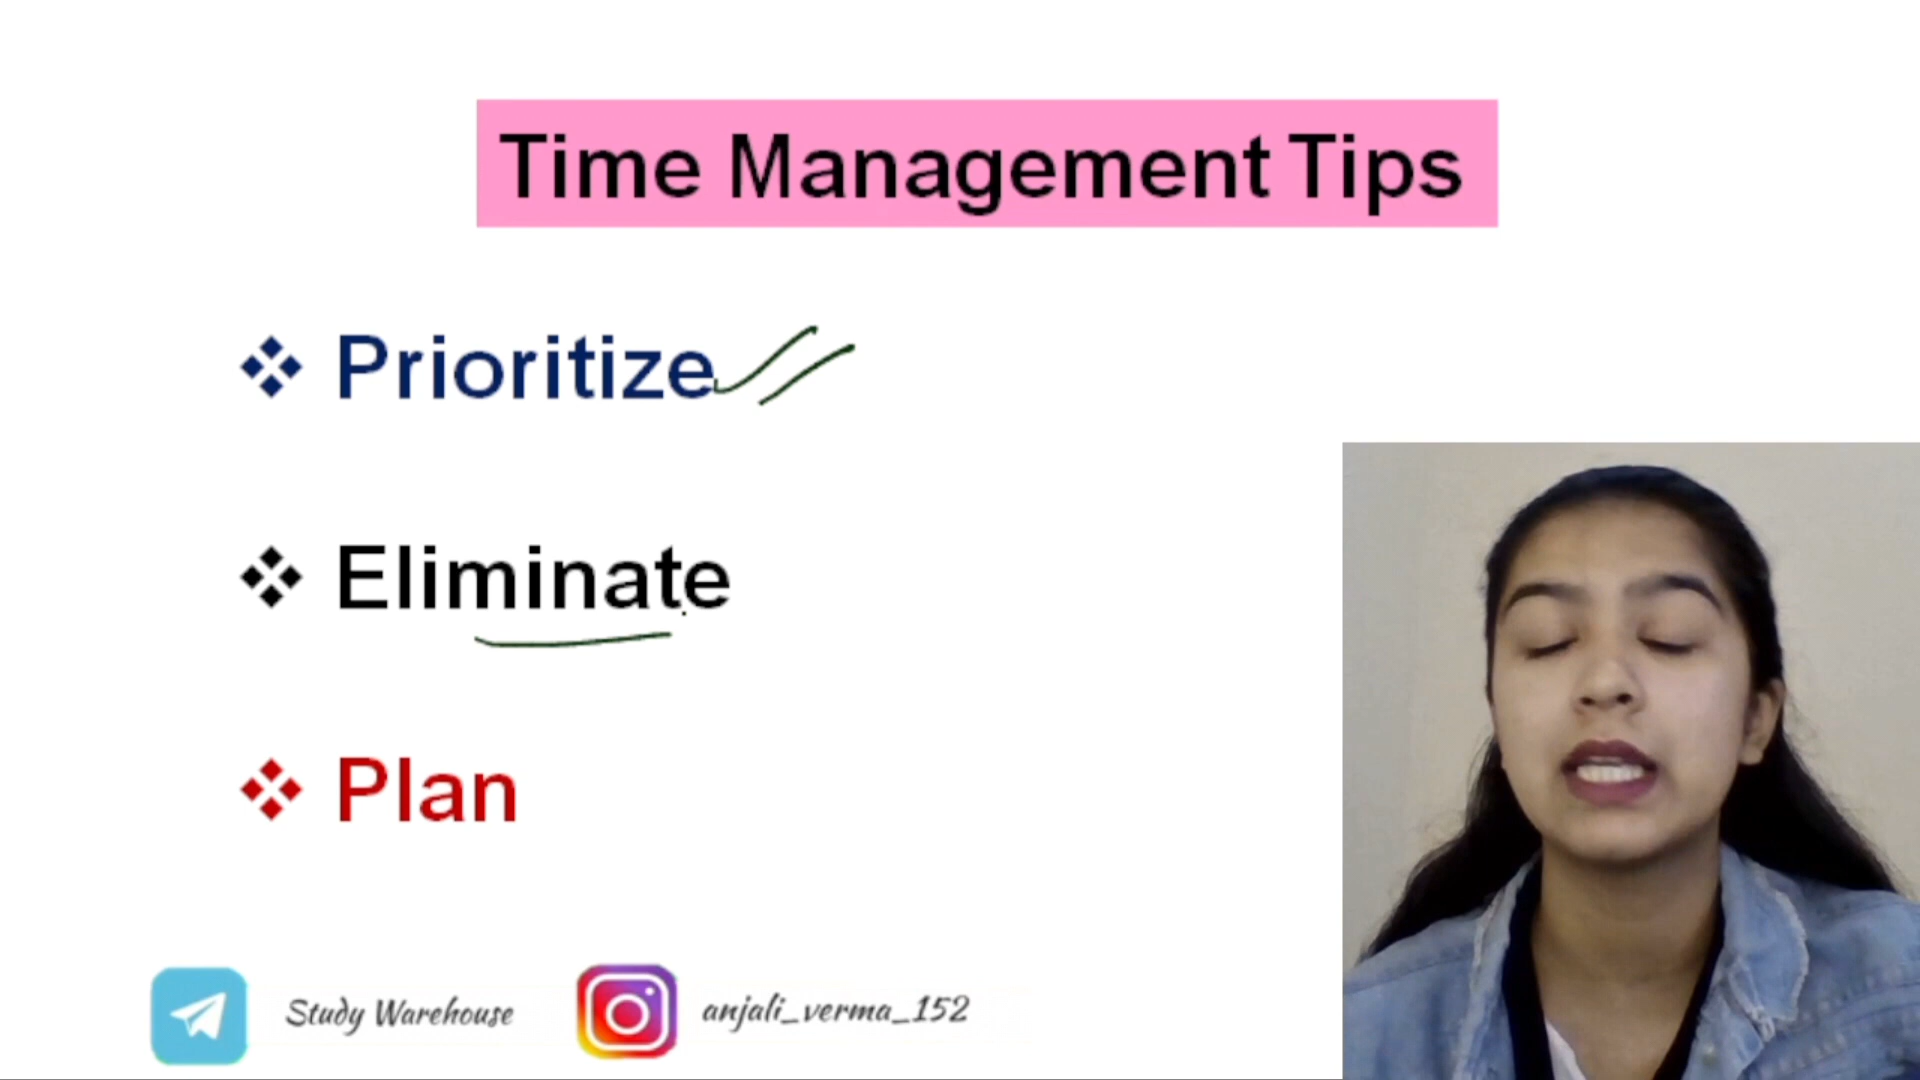 Time Management Tips
Prioritize
Eliminate
Plan
Study Warehouse
anjali_verma_152